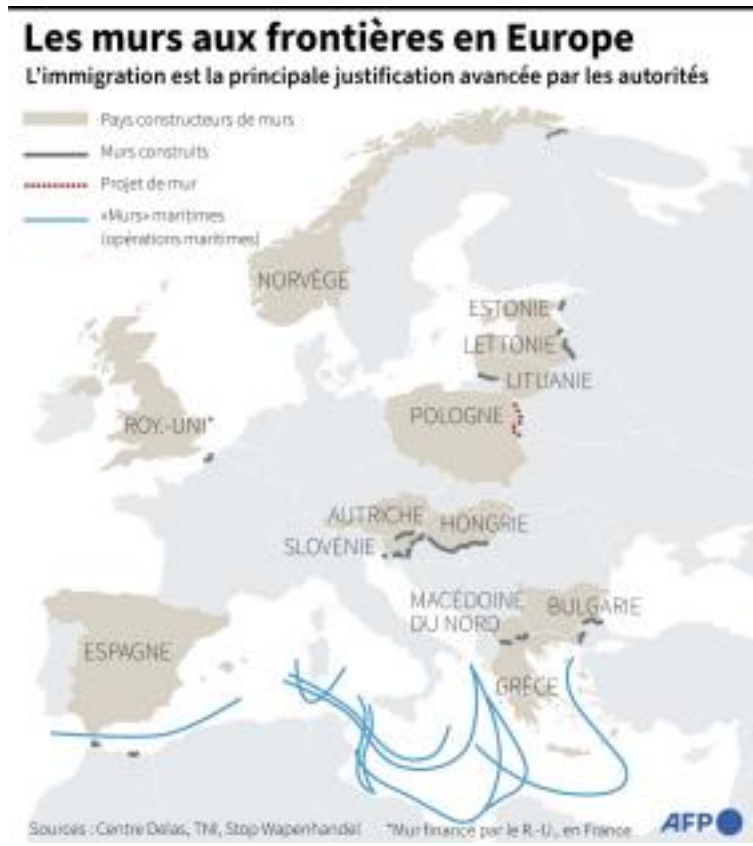 Les murs aux frontières en Europe
L'immigration est la principale justification avancée par les autorités
Pays constructeurs de murs
Murs construits
Projet de mur
«Murs» maritimes
(opérations maritimes)
NORVÈGE
ESTONIE
LETTONIE
LITUANIE
POLOGNE
ROY.-UNI*
AUTRICHE
HONGRIE
SLOVÉNIE
MACÉDOINE
DU NORD
BULGARIE
ESPAGNE
GRÈCE
Sources : Centre Delas, TNI, Stop Wapenhandel *Mur financé par le R.-U., en France
AFP